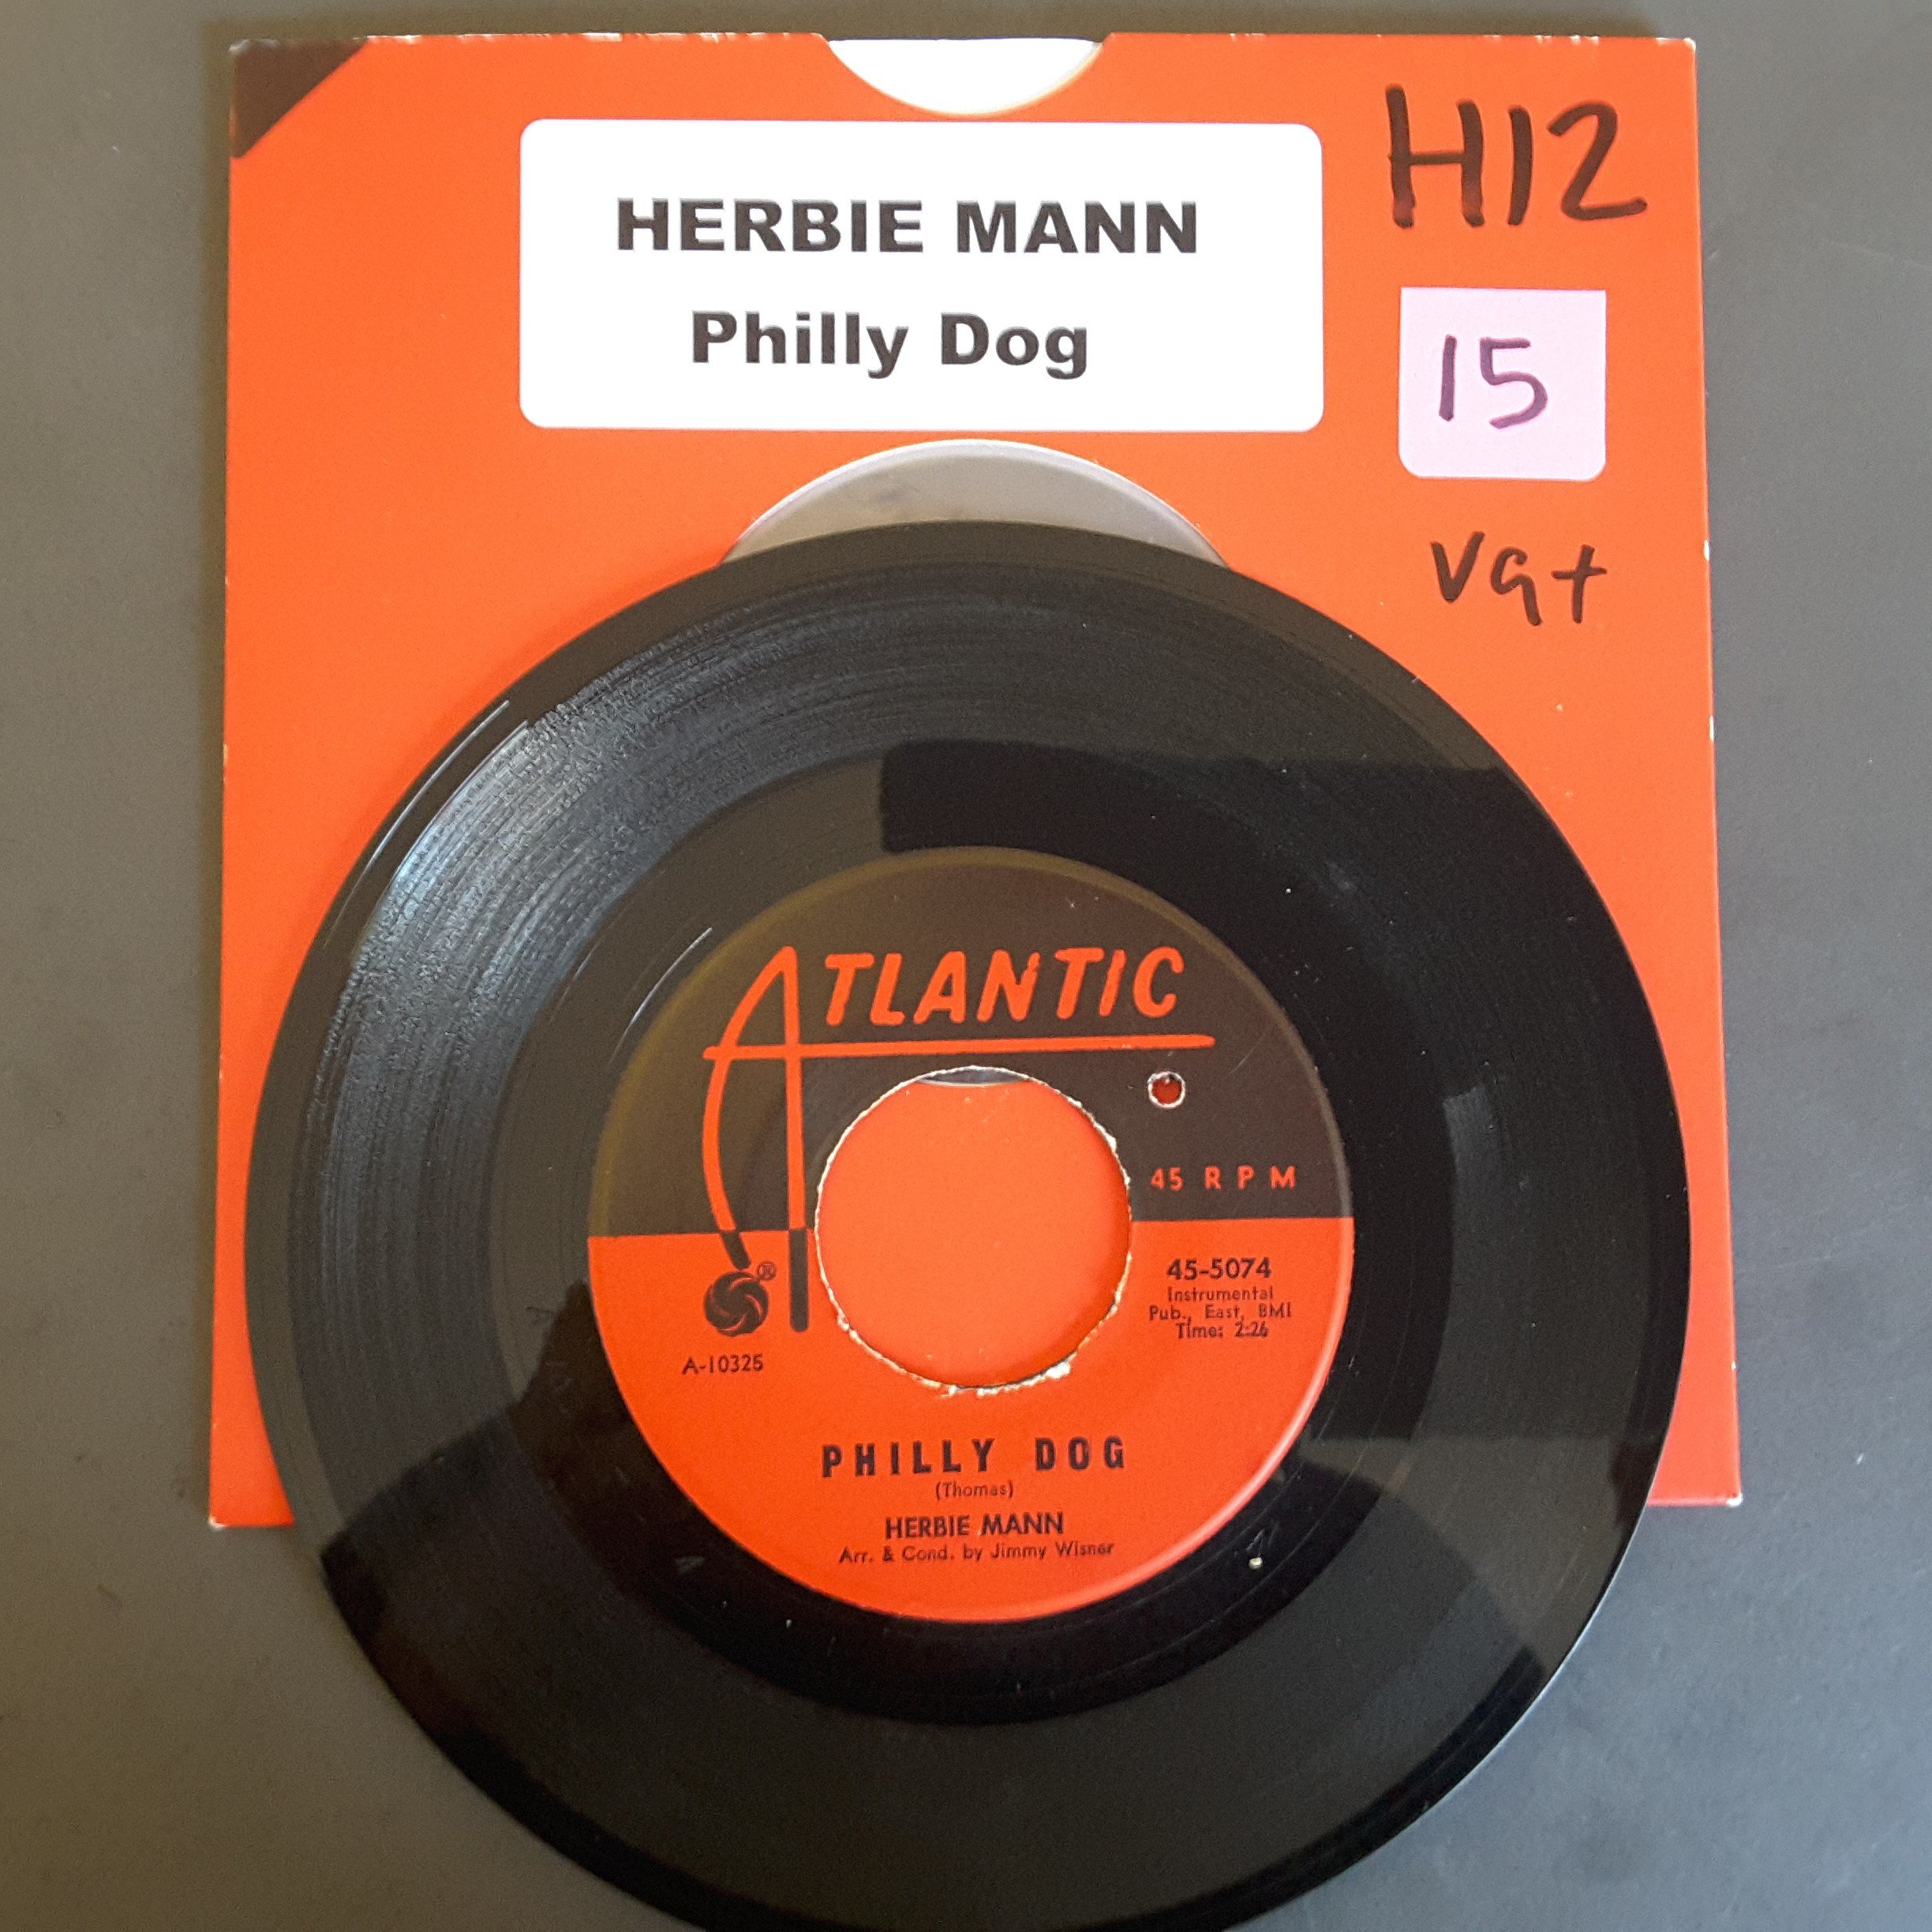 HERBIE MANN
Philly Dog
H12
15
VG+
ATLANTIC
45 RPM
45-5074
Instrumental
Pub., East, BMI
Time: 2:26
®
A-10325
PHILLY DOG
(Thomas)
HERBIE MANN
Arr. & Cond. by Jimmy Wisner